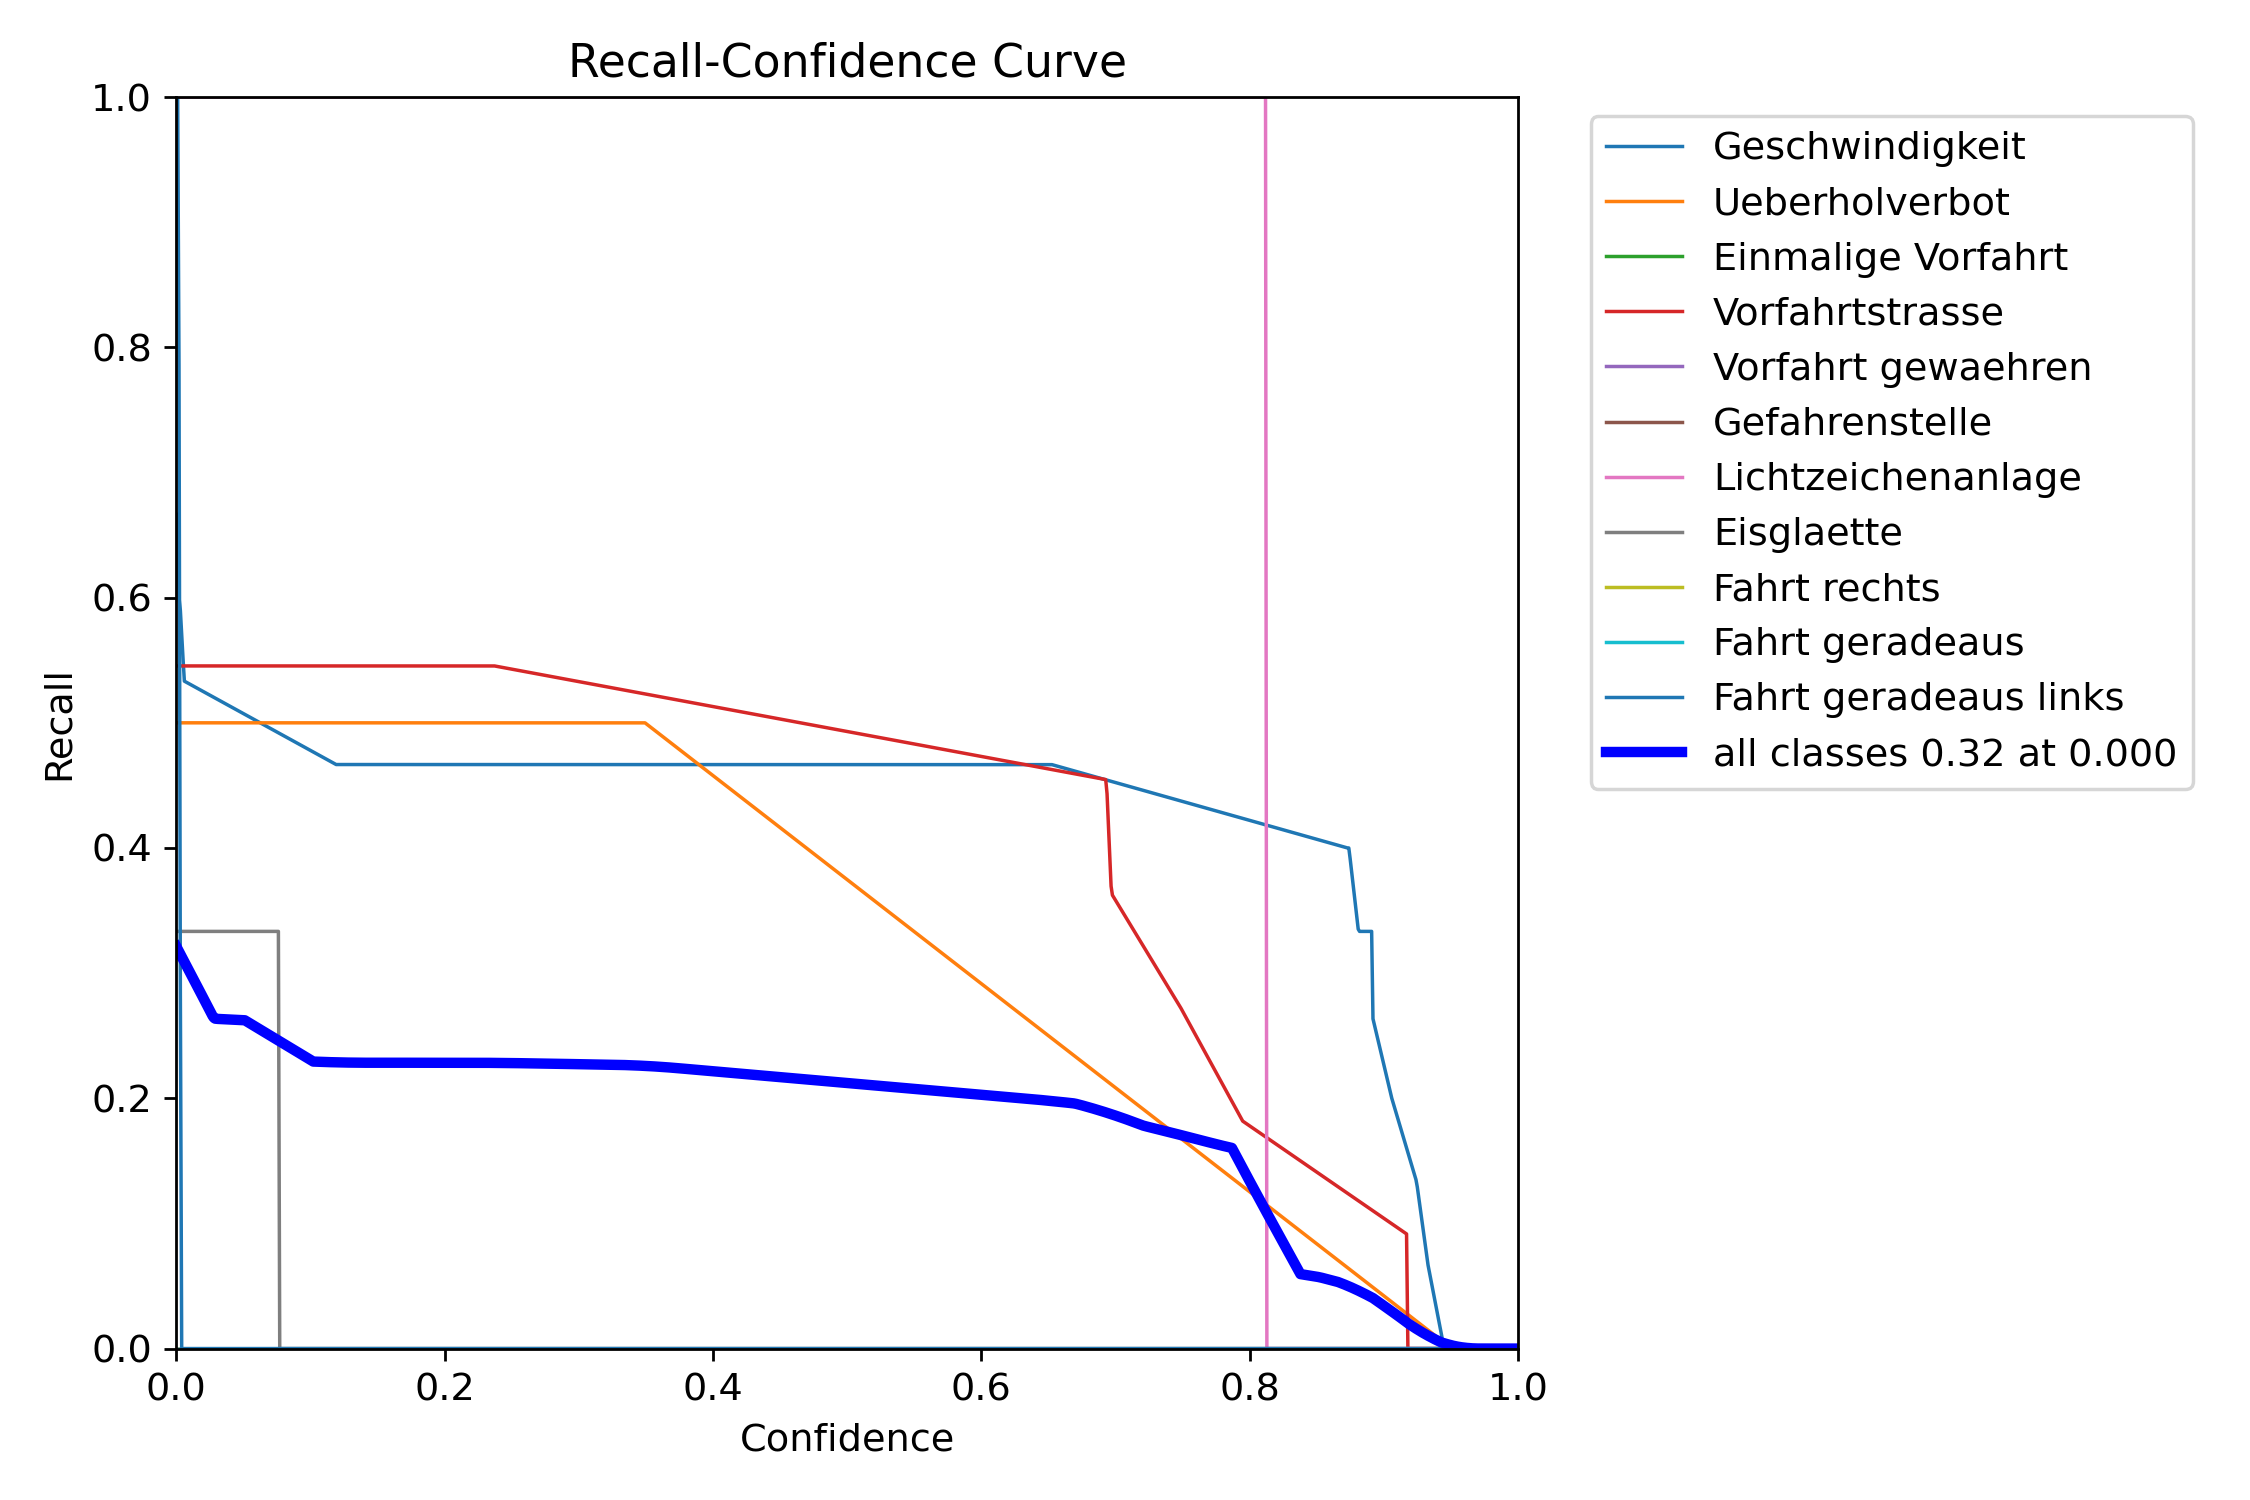 Recall-Confidence Curve
1.0
0.8
0.6
0.4
0.2
0.0
Recall
0.0 0.2 0.4 0.6 0.8 1.0
Confidence
Geschwindigkeit
Ueberholverbot
Einmalige Vorfahrt
Vorfahrtstrasse
Vorfahrt gewaehren
Gefahrenstelle
Lichtzeichenanlage
Eisglaette
Fahrt rechts
Fahrt geradeaus
Fahrt geradeaus links
all classes 0.32 at 0.000